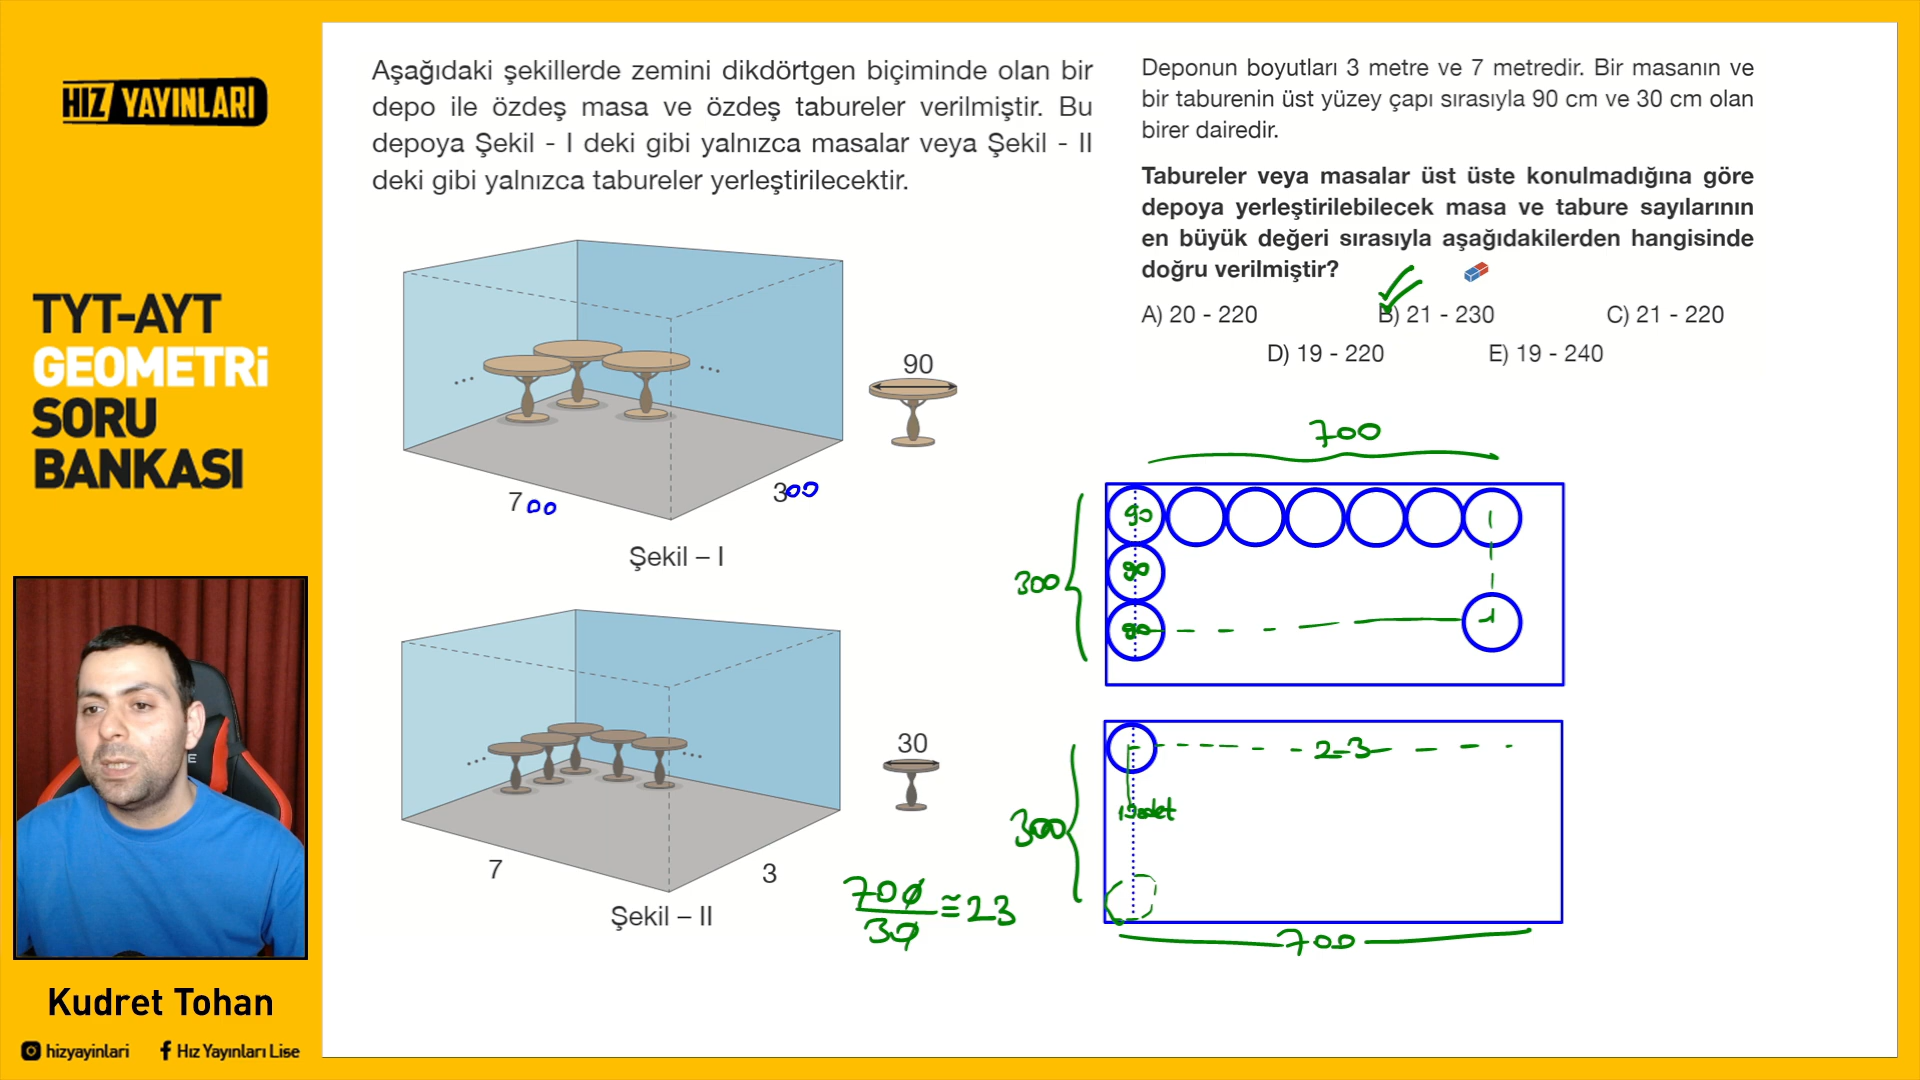 HIZ YAYINLARI
TYT-AYT
GEOMETRİ
SORU
BANKASI
Kudret Tohan
hizyayinlari
Hız Yayınları Lise
Aşağıdaki şekillerde zemini dikdörtgen biçiminde olan bir
depo ile özdeş masa ve özdeş tabureler verilmiştir. Bu
depoya Şekil - I deki gibi yalnızca masalar veya Şekil - II
deki gibi yalnızca tabureler yerleştirilecektir.
90
700
300
Şekil – I
30
7
3
Şekil – II
700/30 ≅ 23
Deponun boyutları 3 metre ve 7 metredir. Bir masanın ve
bir taburenin üst yüzey çapı sırasıyla 90 cm ve 30 cm olan
birer dairedir.
Tabureler veya masalar üst üste konulmadığına göre
depoya yerleştirilebilecek masa ve tabure sayılarının
en büyük değeri sırasıyla aşağıdakilerden hangisinde
doğru verilmiştir?
A) 20 - 220 B) 21 - 230 C) 21 - 220
D) 19 - 220 E) 19 - 240
700
90
300
90
90
23
300
700